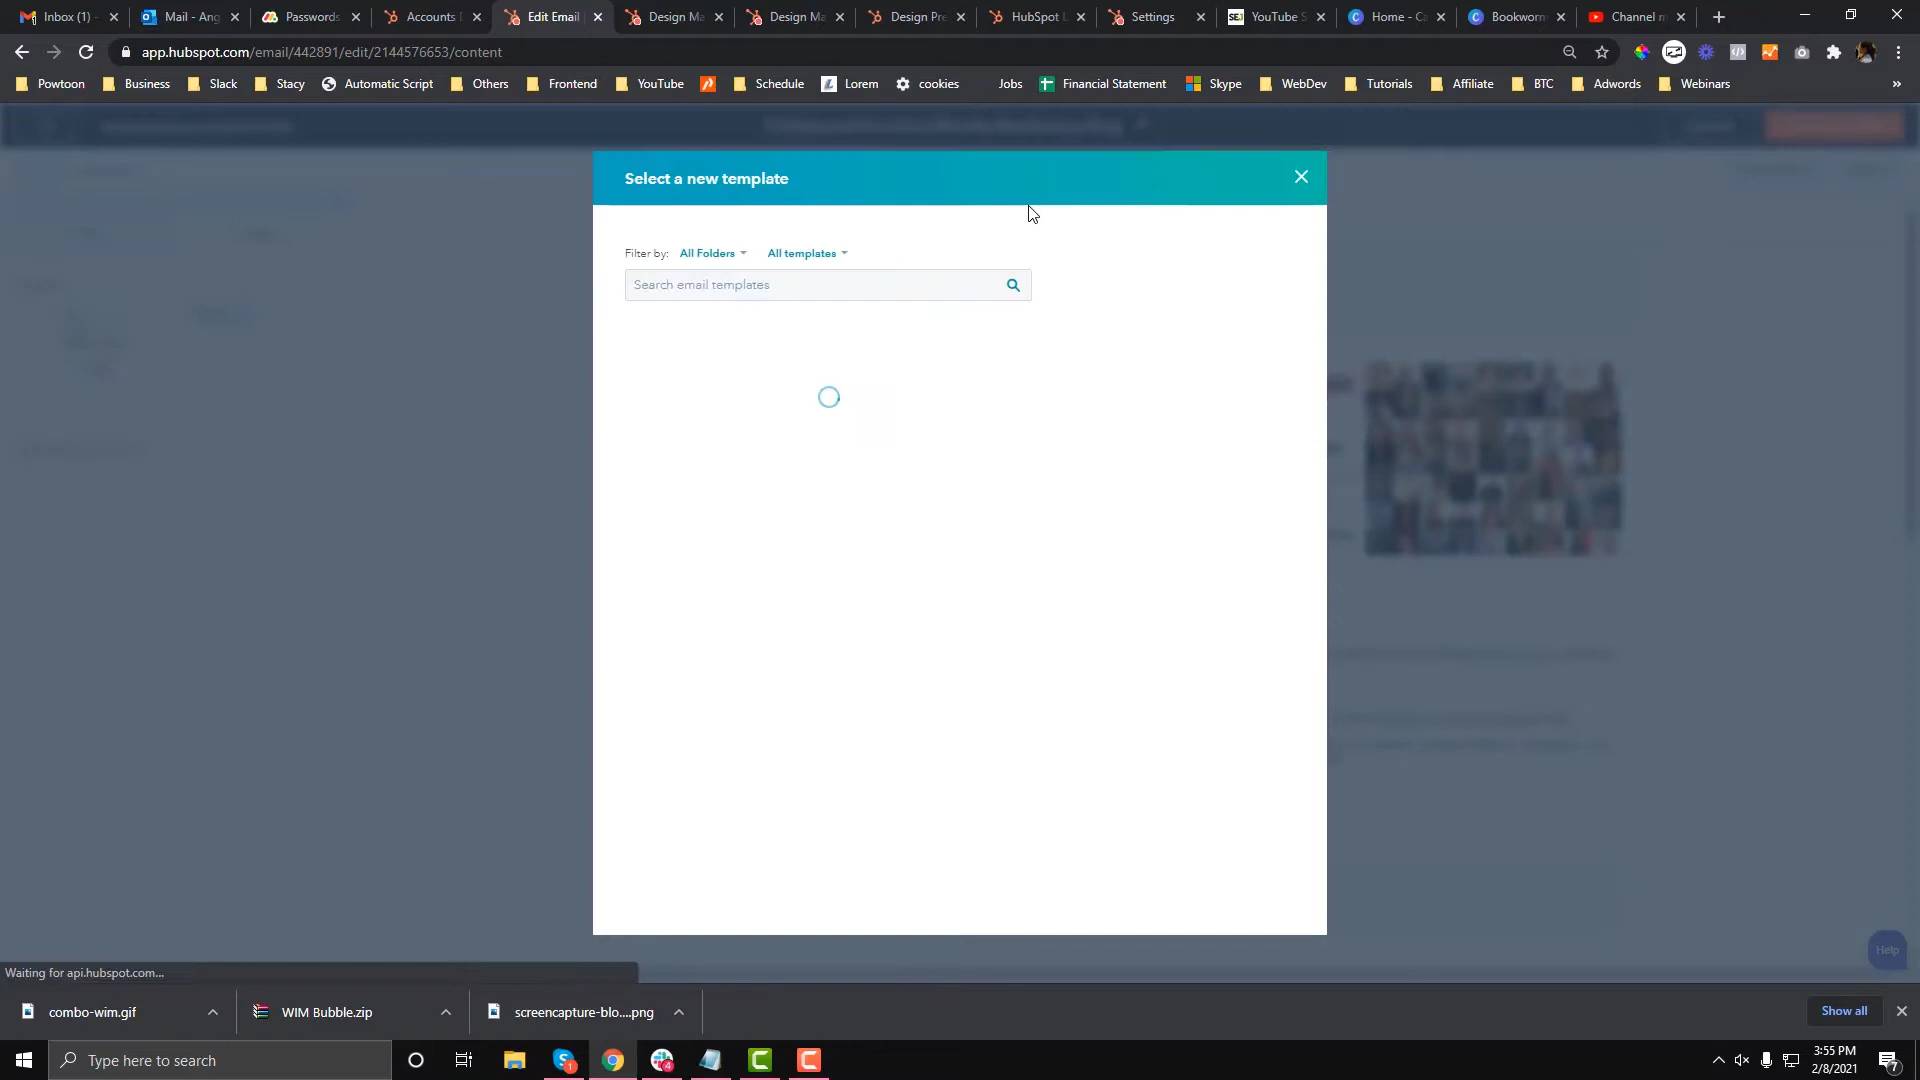 Inbox (1) -
Mail - Ang
Passwords
Accounts D
Edit Email
Design Ma
Design Ma
Design Pre
HubSpot L
Settings
YouTube S
Home - Ca
Bookworm
Channel m
app.hubspot.com/email/442891/edit/2144576653/content
Powtoon
Business
Slack
Stacy
Automatic Script
Others
Frontend
YouTube
Schedule
Lorem
cookies
Jobs
Financial Statement
Skype
WebDev
Tutorials
Affiliate
BTC
Adwords
Webinars
»
Select a new template
Filter by: All Folders All templates
Search email templates
Help
Waiting for api.hubspot.com...
combo-wim.gif
WIM Bubble.zip
screencapture-blo....png
Show all
Type here to search
3:55 PM
2/8/2021